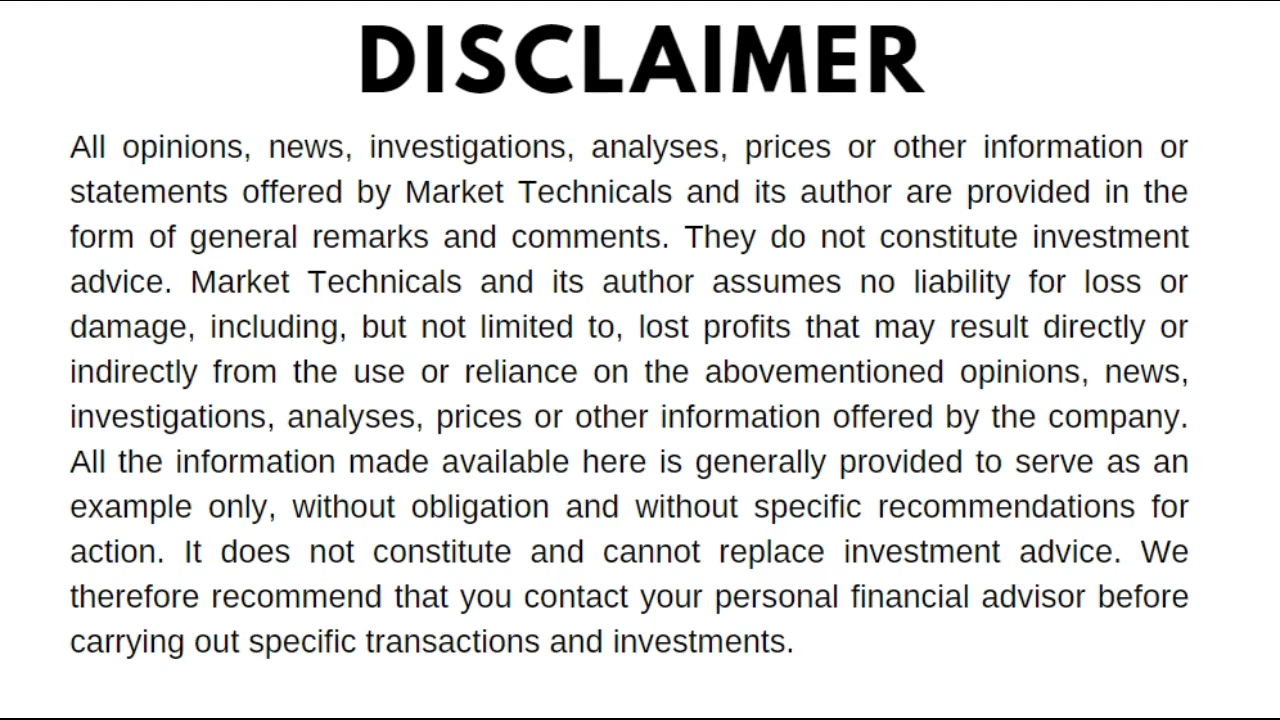 DISCLAIMER
All opinions, news, investigations, analyses, prices or other information or
statements offered by Market Technicals and its author are provided in the
form of general remarks and comments. They do not constitute investment
advice. Market Technicals and its author assumes no liability for loss or
damage, including, but not limited to, lost profits that may result directly or
indirectly from the use or reliance on the abovementioned opinions, news,
investigations, analyses, prices or other information offered by the company.
All the information made available here is generally provided to serve as an
example only, without obligation and without specific recommendations for
action. It does not constitute and cannot replace investment advice. We
therefore recommend that you contact your personal financial advisor before
carrying out specific transactions and investments.